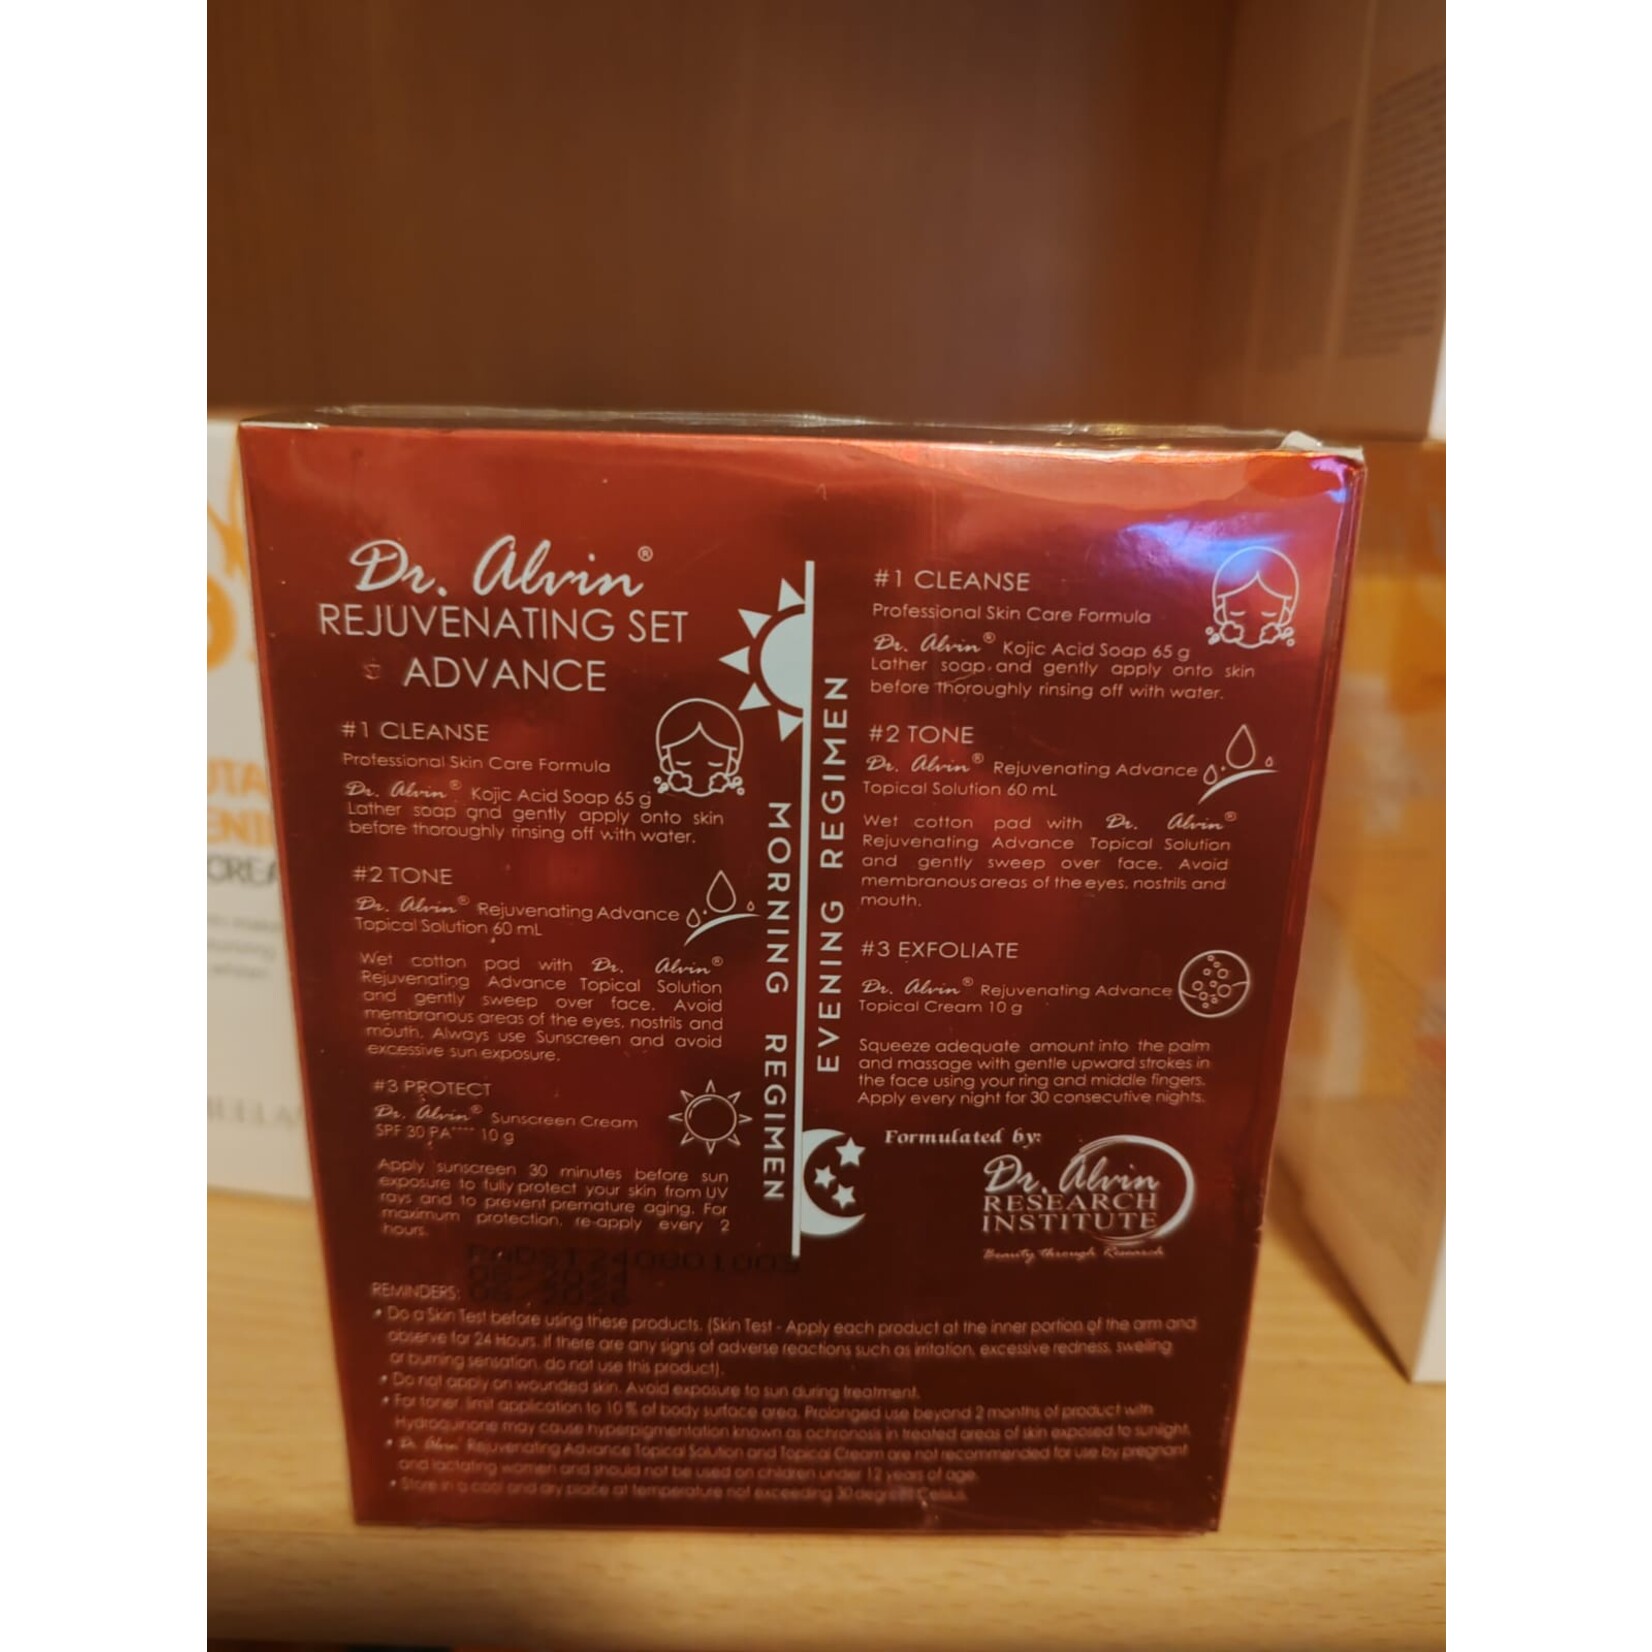 Dr. Alvin®
REJUVENATING SET
ADVANCE
#1 CLEANSE
Professional Skin Care Formula
Dr. Alvin® Kojic Acid Soap 65 g
Lather soap and gently apply onto skin
before thoroughly rinsing off with water.
#2 TONE
Dr. Alvin® Rejuvenating Advance
Topical Solution 60 mL
Wet cotton pad with Dr. Alvin®
Rejuvenating Advance Topical Solution
and gently sweep over face. Avoid
membranous areas of the eyes, nostrils and
mouth. Always use Sunscreen and avoid
excessive sun exposure.
#3 PROTECT
Dr. Alvin® Sunscreen Cream
SPF 30 PA**** 10 g
Apply sunscreen 30 minutes before sun
exposure to fully protect your skin from UV
rays and to prevent premature aging. For
maximum protection, re-apply every 2
hours.
MORNING REGIMEN
EVENING REGIMEN
#1 CLEANSE
Professional Skin Care Formula
Dr. Alvin® Kojic Acid Soap 65 g
Lather soap and gently apply onto skin
before thoroughly rinsing off with water.
#2 TONE
Dr. Alvin® Rejuvenating Advance
Topical Solution 60 mL
Wet cotton pad with Dr. Alvin®
Rejuvenating Advance Topical Solution
and gently sweep over face. Avoid
membranous areas of the eyes, nostrils and
mouth.
#3 EXFOLIATE
Dr. Alvin® Rejuvenating Advance
Topical Cream 10 g
Squeeze adequate amount into the palm
and massage with gentle upward strokes in
the face using your ring and middle fingers.
Apply every night for 30 consecutive nights.
Formulated by:
Dr. Alvin
RESEARCH
INSTITUTE
Beauty through Research
08/2024
08/2026
REMINDERS:
• Do a Skin Test before using these products. (Skin Test - Apply each product at the inner portion of the arm and
observe for 24 Hours. If there are any signs of adverse reactions such as irritation, excessive redness, swelling
or burning sensation, do not use this product).
• Do not apply on wounded skin. Avoid exposure to sun during treatment.
• For toner, limit application to 10% of body surface area. Prolonged use beyond 2 months of product with
Hydroquinone may cause hyperpigmentation known as ochronosis in treated areas of skin exposed to sunlight.
• Dr. Alvin® Rejuvenating Advance Topical Solution and Topical Cream are not recommended for use by pregnant
and lactating women and should not be used on children under 12 years of age.
• Store in a cool and dry place at temperature not exceeding 30 degrees Celsius.